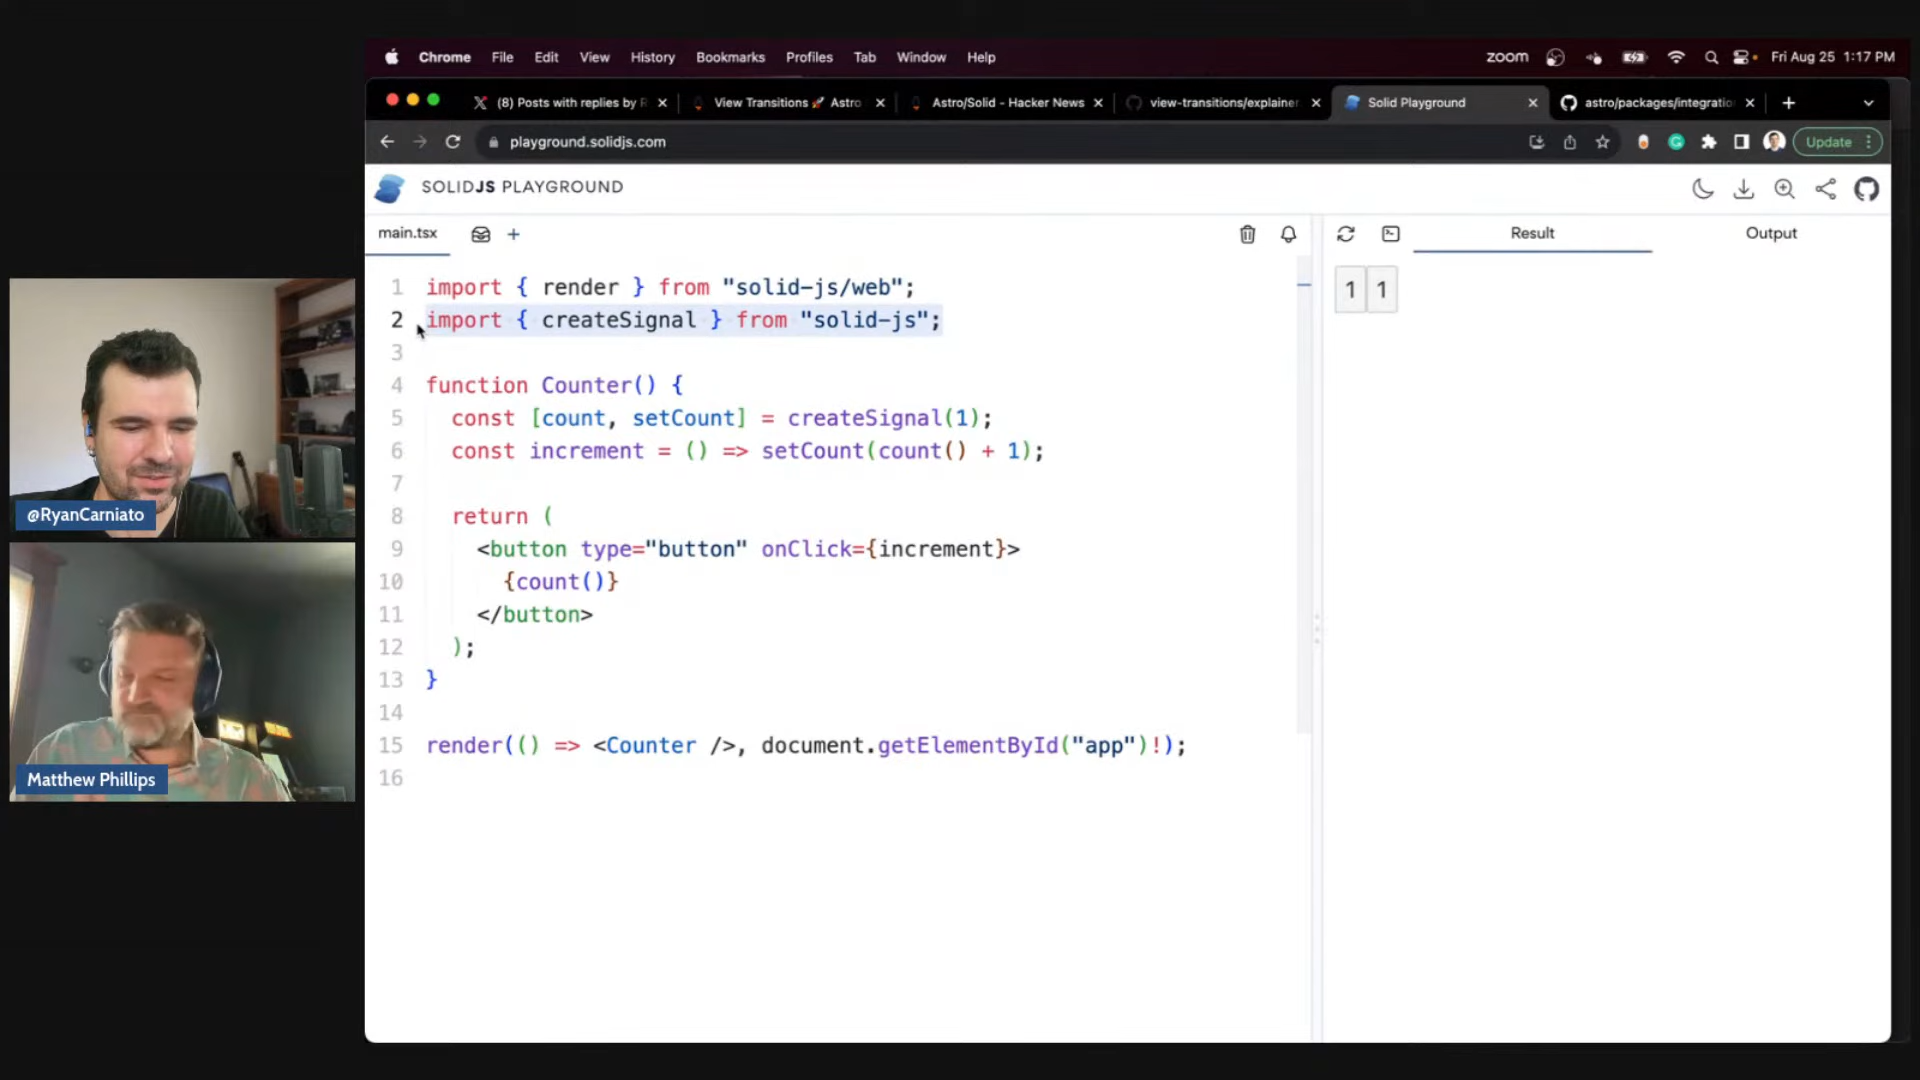 Chrome File Edit View History Bookmarks Profiles Tab Window Help zoom Fri Aug 25 1:17 PM
(8) Posts with replies by R View Transitions 🚀 Astro Astro/Solid - Hacker News view-transitions/explainer Solid Playground astro/packages/integratio
playground.solidjs.com Update
SOLIDJS PLAYGROUND
main.tsx + Result Output
1 import { render } from "solid-js/web";
2 import { createSignal } from "solid-js";
3
4 function Counter() {
5 const [count, setCount] = createSignal(1);
6 const increment = () => setCount(count() + 1);
7
8 return (
9 <button type="button" onClick={increment}>
10 {count()}
11 </button>
12 );
13 }
14
15 render(() => <Counter />, document.getElementById("app")!);
16
1 1
@RyanCarniato
Matthew Phillips